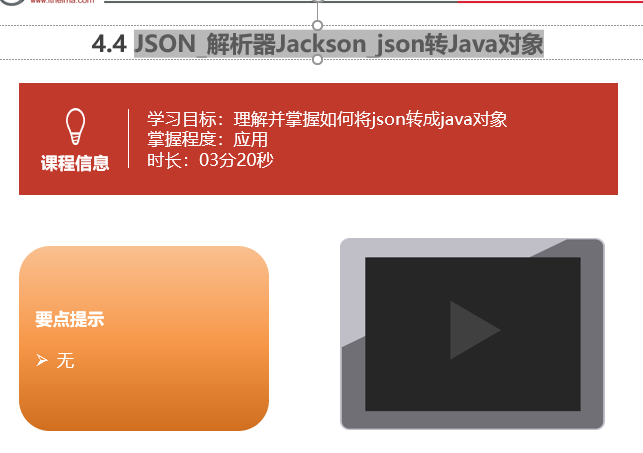 www.itheima.com
4.4 JSON_解析器Jackson_json转Java对象
学习目标：理解并掌握如何将json转成java对象
掌握程度：应用
时长：03分20秒
课程信息
要点提示
➢ 无